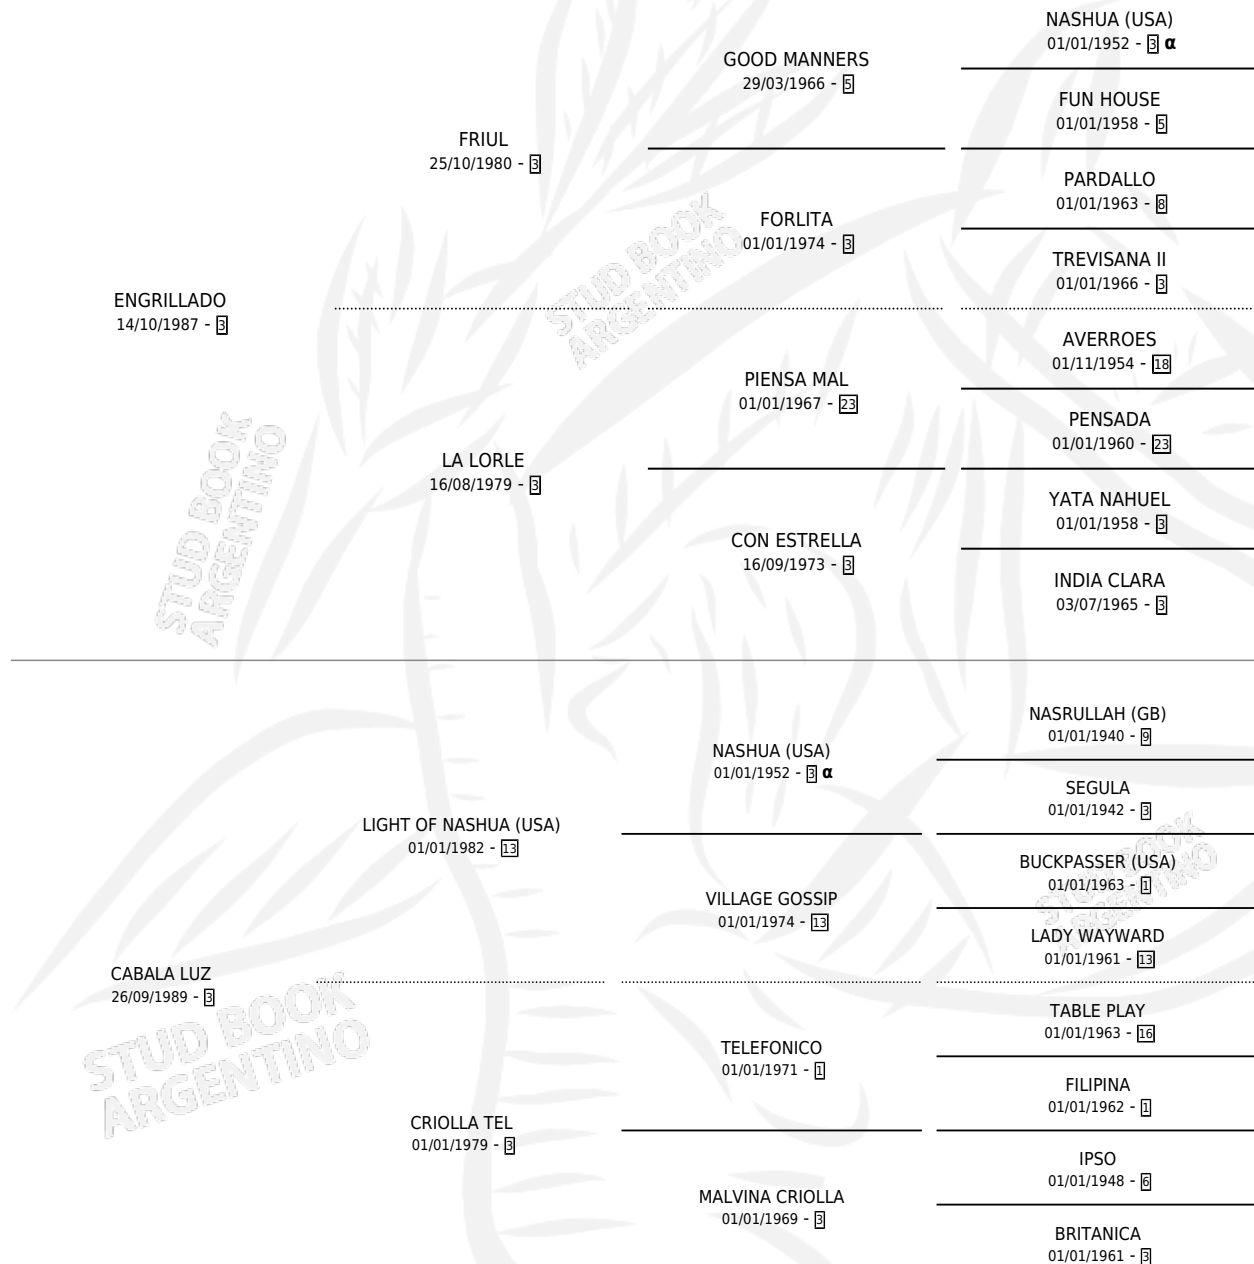 NASHUA (USA)
01/01/1952 - 3 α
GOOD MANNERS
29/03/1966 - 5
FUN HOUSE
01/01/1958 - 5
FRIUL
25/10/1980 - 3
PARDALLO
01/01/1963 - 8
FORLITA
01/01/1974 - 3
TREVISANA II
01/01/1966 - 3
ENGRILLADO
14/10/1987 - 3
AVERROES
01/11/1954 - 18
PIENSA MAL
01/01/1967 - 23
PENSADA
01/01/1960 - 23
LA LORLE
16/08/1979 - 3
YATA NAHUEL
01/01/1958 - 3
CON ESTRELLA
16/09/1973 - 3
INDIA CLARA
03/07/1965 - 3
NASRULLAH (GB)
01/01/1940 - 9
NASHUA (USA)
01/01/1952 - 3 α
SEGULA
01/01/1942 - 3
LIGHT OF NASHUA (USA)
01/01/1982 - 13
BUCKPASSER (USA)
01/01/1963 - 1
VILLAGE GOSSIP
01/01/1974 - 13
LADY WAYWARD
01/01/1961 - 13
CABALA LUZ
26/09/1989 - 3
TABLE PLAY
01/01/1963 - 16
TELEFONICO
01/01/1971 - 1
FILIPINA
01/01/1962 - 1
CRIOLLA TEL
01/01/1979 - 3
IPSO
01/01/1948 - 6
MALVINA CRIOLLA
01/01/1969 - 3
BRITANICA
01/01/1961 - 3
STUD BOOK
ARGENTINO
STUD BOOK
ARGENTINO
STUD BOOK
ARGENTINO
STUD BOOK
ARGENTINO